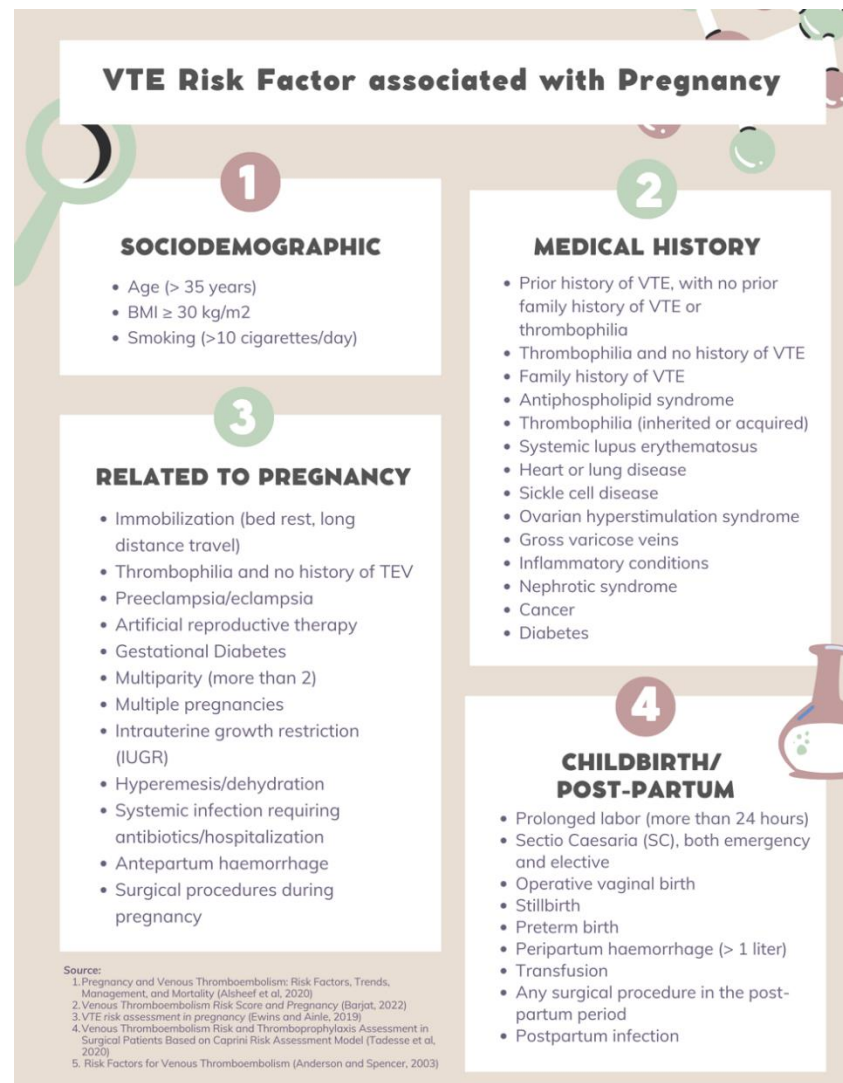 VTE Risk Factor associated with Pregnancy
1
SOCIODEMOGRAPHIC
• Age (> 35 years)
• BMI ≥ 30 kg/m2
• Smoking (>10 cigarettes/day)
2
MEDICAL HISTORY
• Prior history of VTE, with no prior
family history of VTE or
thrombophilia
• Thrombophilia and no history of VTE
• Family history of VTE
• Antiphospholipid syndrome
• Thrombophilia (inherited or acquired)
• Systemic lupus erythematosus
• Heart or lung disease
• Sickle cell disease
• Ovarian hyperstimulation syndrome
• Gross varicose veins
• Inflammatory conditions
• Nephrotic syndrome
• Cancer
• Diabetes
3
RELATED TO PREGNANCY
• Immobilization (bed rest, long
distance travel)
• Thrombophilia and no history of TEV
• Preeclampsia/eclampsia
• Artificial reproductive therapy
• Gestational Diabetes
• Multiparity (more than 2)
• Multiple pregnancies
• Intrauterine growth restriction
(IUGR)
• Hyperemesis/dehydration
• Systemic infection requiring
antibiotics/hospitalization
• Antepartum haemorrhage
• Surgical procedures during
pregnancy
4
CHILDBIRTH/
POST-PARTUM
• Prolonged labor (more than 24 hours)
• Sectio Caesaria (SC), both emergency
and elective
• Operative vaginal birth
• Stillbirth
• Preterm birth
• Peripartum haemorrhage (> 1 liter)
• Transfusion
• Any surgical procedure in the post-
partum period
• Postpartum infection
Source:
1. Pregnancy and Venous Thromboembolism: Risk Factors, Trends,
Management, and Mortality (Alsheef et al, 2020)
2. Venous Thromboembolism Risk Score and Pregnancy (Barjat, 2022)
3. VTE risk assessment in pregnancy (Ewins and Ainle, 2019)
4. Venous Thromboembolism Risk and Thromboprophylaxis Assessment in
Surgical Patients Based on Caprini Risk Assessment Model (Tadesse et al,
2020)
5. Risk Factors for Venous Thromboembolism (Anderson and Spencer, 2003)